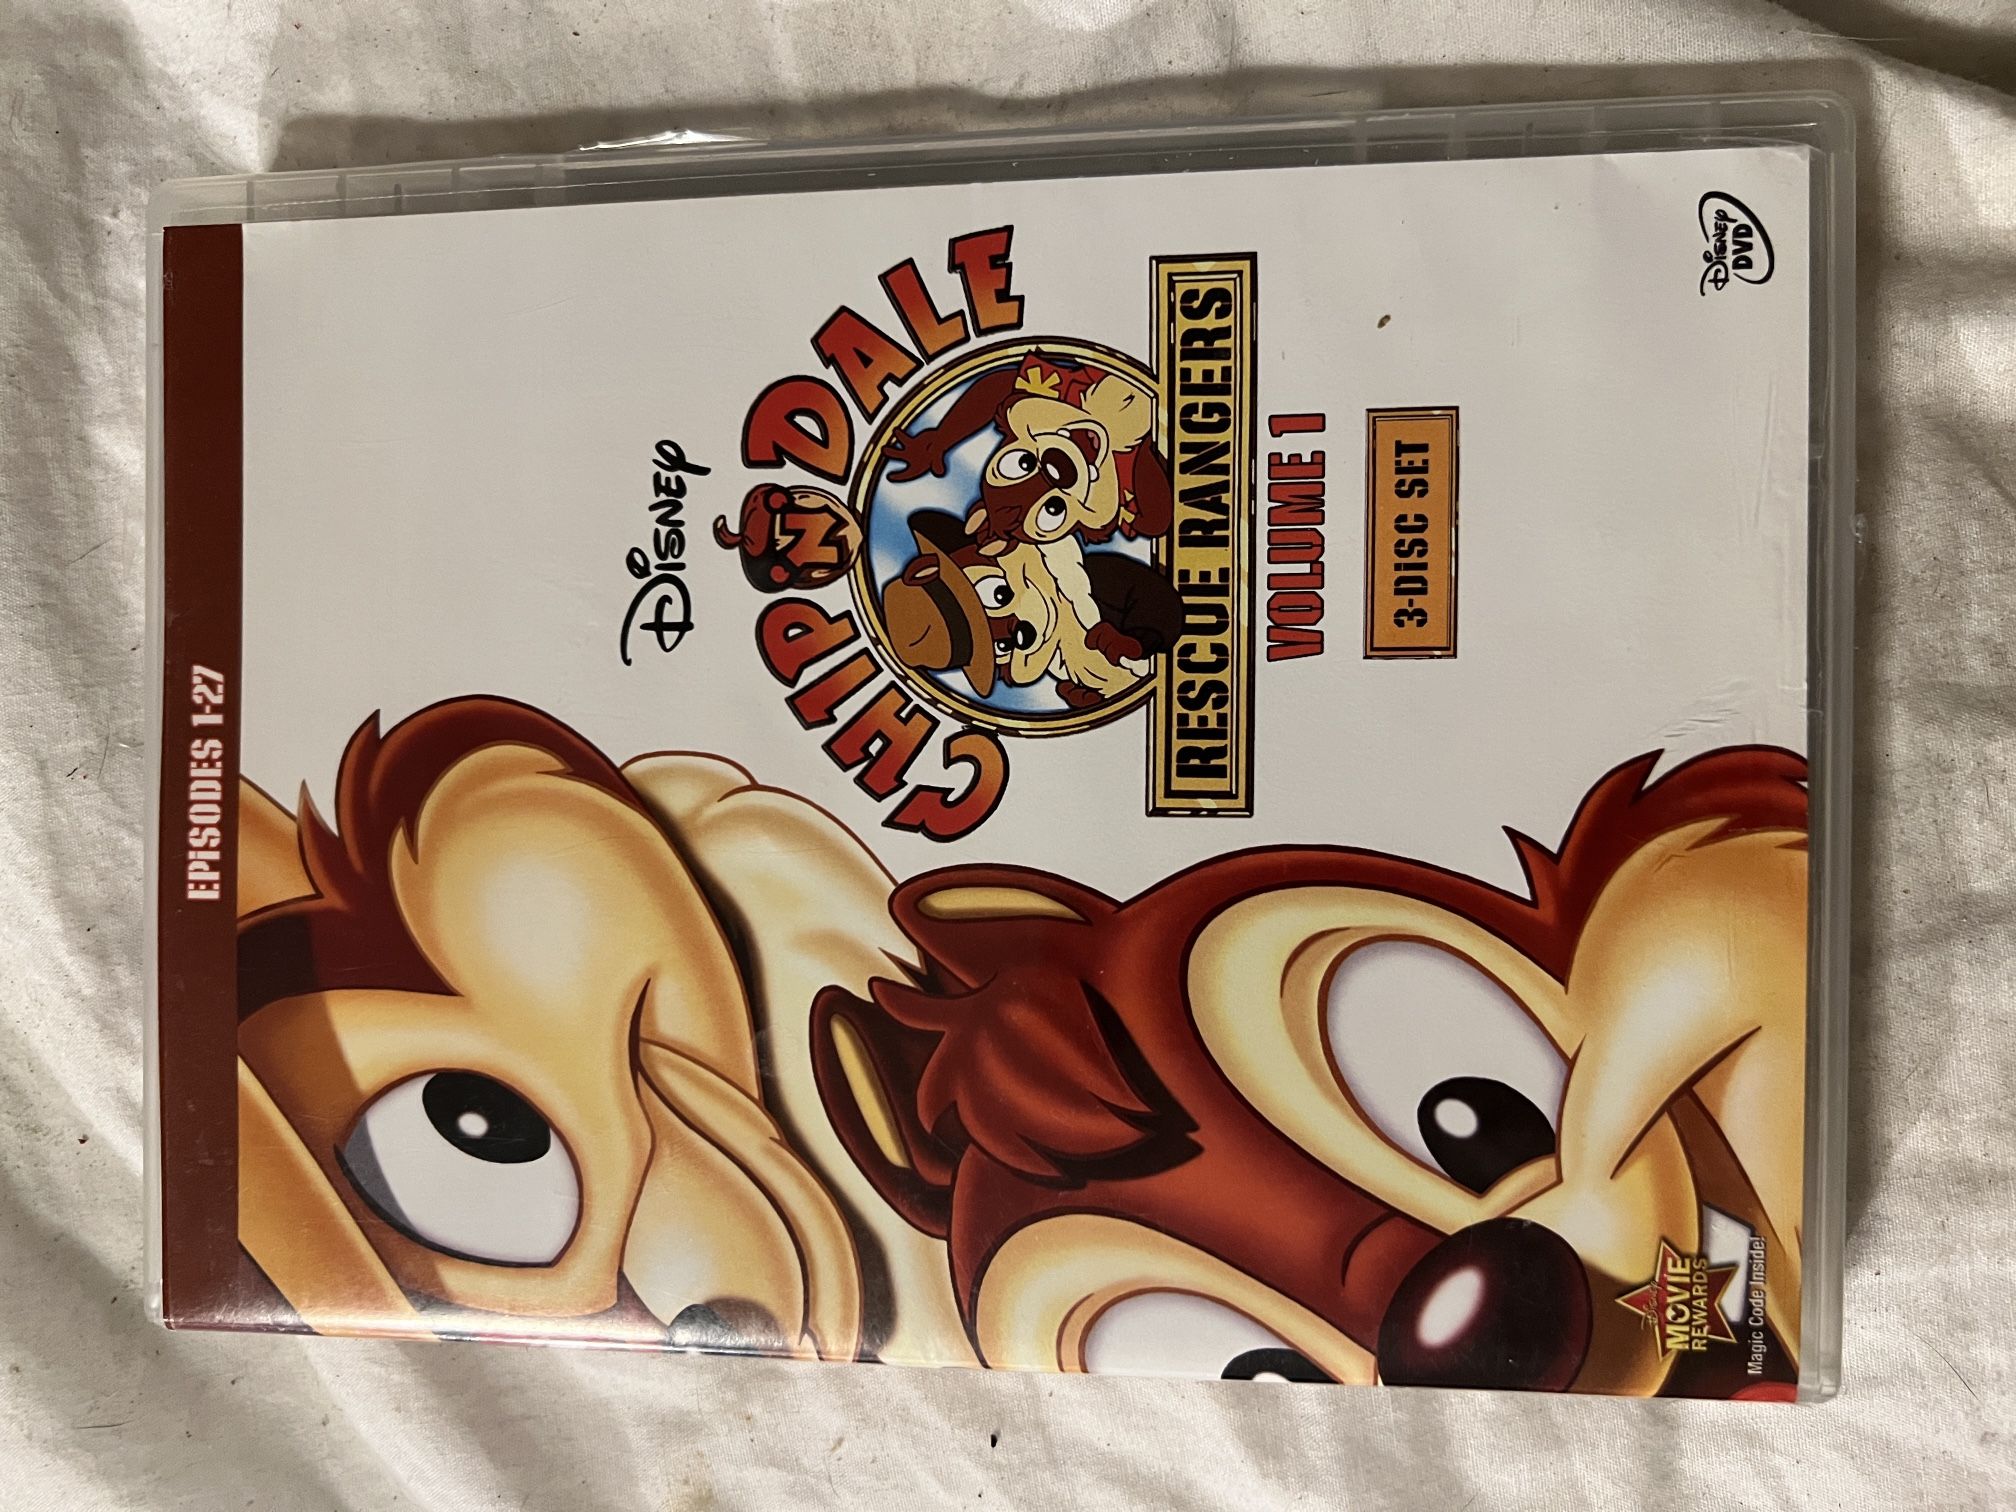 EPiSODES 1-27
DISNEY
CHIP 'N DALE
RESCUE RANGERS
VOLUME 1
3-DiSC SET
DISNEY
DVD
Disney
MOVIE
REWARDS
Magic Code Inside!